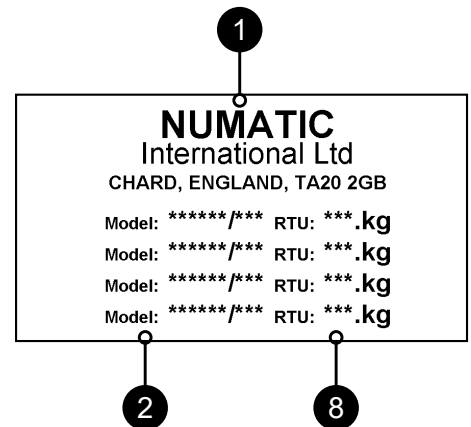 1
NUMATIC
International Ltd
CHARD, ENGLAND, TA20 2GB
Model: ******/*** RTU: ***.kg
Model: ******/*** RTU: ***.kg
Model: ******/*** RTU: ***.kg
Model: ******/*** RTU: ***.kg
2 8